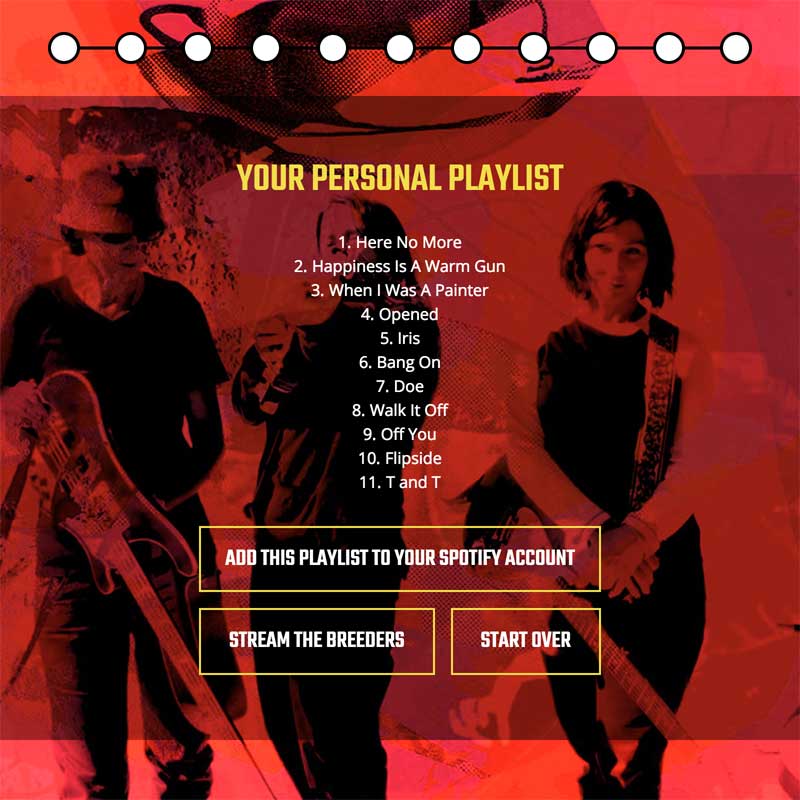 YOUR PERSONAL PLAYLIST
1. Here No More
2. Happiness Is A Warm Gun
3. When I Was A Painter
4. Opened
5. Iris
6. Bang On
7. Doe
8. Walk It Off
9. Off You
10. Flipside
11. T and T
ADD THIS PLAYLIST TO YOUR SPOTIFY ACCOUNT
STREAM THE BREEDERS
START OVER